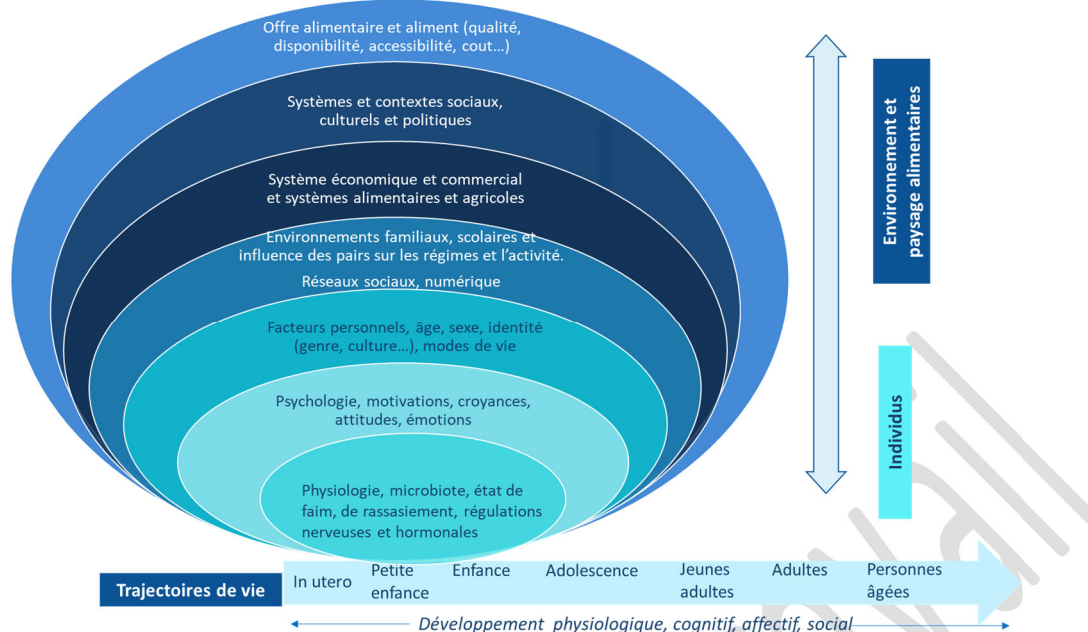 Offre alimentaire et aliment (qualité,
disponibilité, accessibilité, cout…)
Systèmes et contextes sociaux,
culturels et politiques
Système économique et commercial
et systèmes alimentaires et agricoles
Environnements familiaux, scolaires et
influence des pairs sur les régimes et l’activité.
Réseaux sociaux, numérique
Facteurs personnels, âge, sexe, identité
(genre, culture…), modes de vie
Psychologie, motivations, croyances,
attitudes, émotions
Physiologie, microbiote, état de
faim, de rassasiement, régulations
nerveuses et hormonales
Environnement et
paysage alimentaires
Individus
Trajectoires de vie
In utero
Petite
enfance
Enfance
Adolescence
Jeunes
adultes
Adultes
Personnes
âgées
Développement physiologique, cognitif, affectif, social